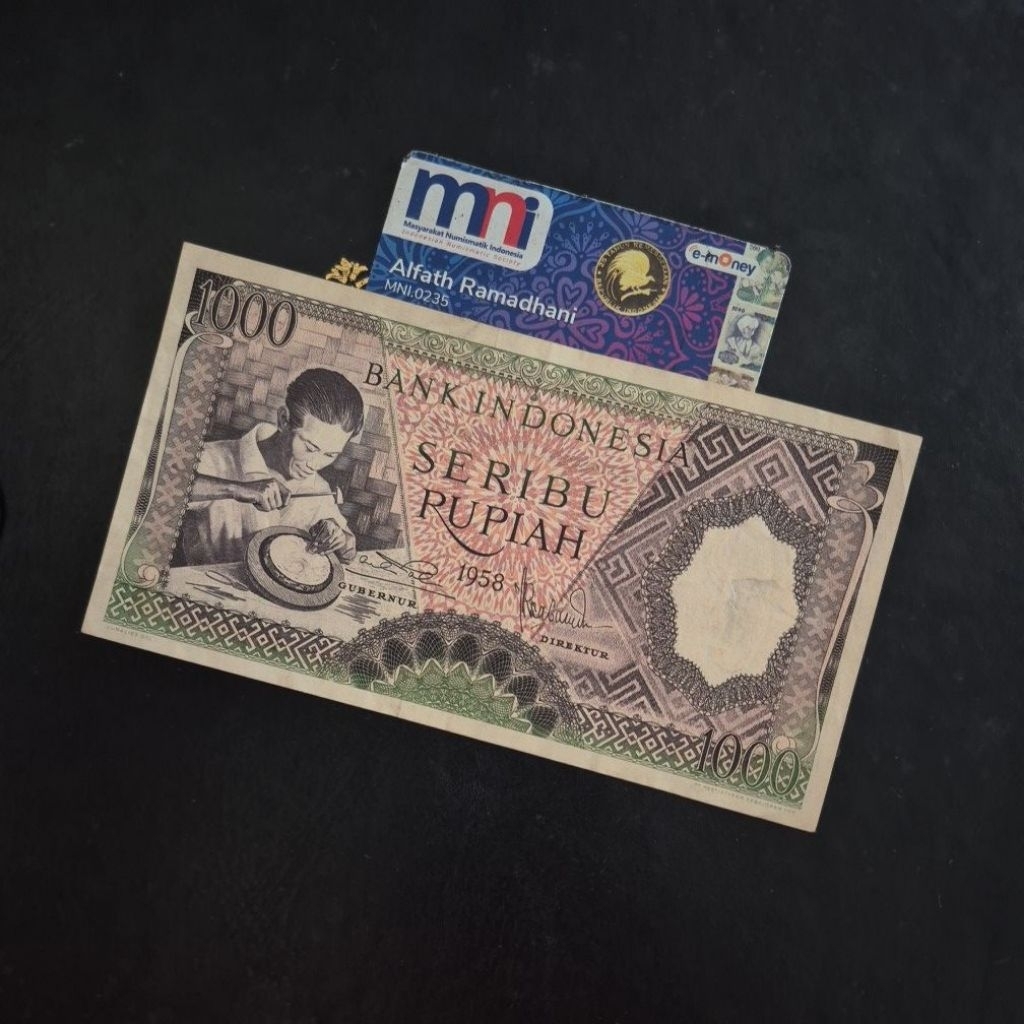 mni
Masyarakat Numismatik Indonesia
Indonesian Numismatic Society
e-money
Alfath Ramadhani
MNI.0235
1000
BANK INDONESIA
SERIBU
RUPIAH
1958
GUBERNUR
DIREKTUR
1000